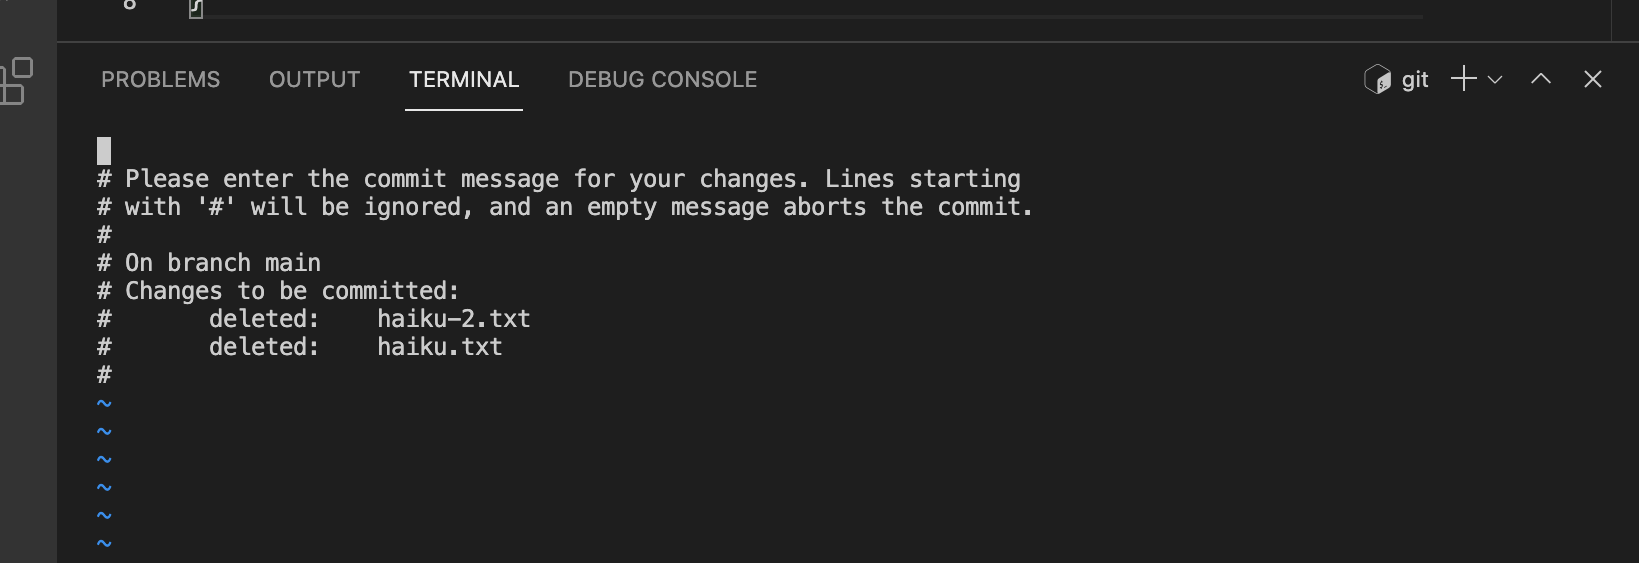 PROBLEMS OUTPUT TERMINAL DEBUG CONSOLE git
# Please enter the commit message for your changes. Lines starting
# with '#' will be ignored, and an empty message aborts the commit.
#
# On branch main
# Changes to be committed:
#       deleted:    haiku-2.txt
#       deleted:    haiku.txt
#
~
~
~
~
~
~